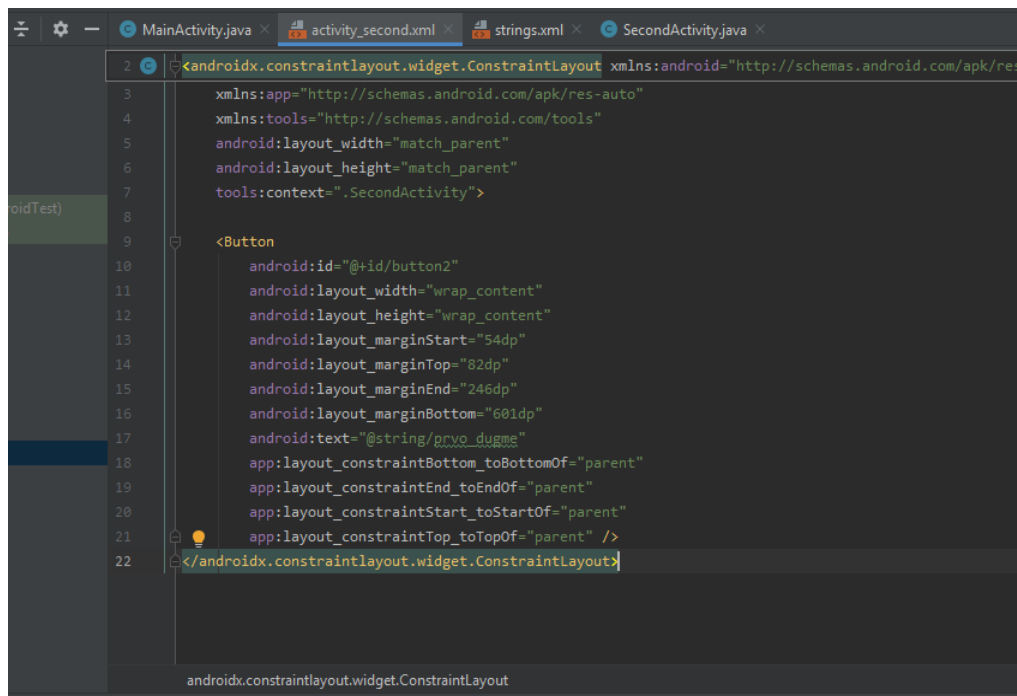 MainActivity.java activity_second.xml strings.xml SecondActivity.java
2 <androidx.constraintlayout.widget.ConstraintLayout xmlns:android="http://schemas.android.com/apk/res
3 xmlns:app="http://schemas.android.com/apk/res-auto"
4 xmlns:tools="http://schemas.android.com/tools"
5 android:layout_width="match_parent"
6 android:layout_height="match_parent"
7 tools:context=".SecondActivity">
roidTest)
8
9 <Button
10 android:id="@+id/button2"
11 android:layout_width="wrap_content"
12 android:layout_height="wrap_content"
13 android:layout_marginStart="54dp"
14 android:layout_marginTop="82dp"
15 android:layout_marginEnd="246dp"
16 android:layout_marginBottom="601dp"
17 android:text="@string/prvo_dugme"
18 app:layout_constraintBottom_toBottomOf="parent"
19 app:layout_constraintEnd_toEndOf="parent"
20 app:layout_constraintStart_toStartOf="parent"
21 app:layout_constraintTop_toTopOf="parent" />
22 </androidx.constraintlayout.widget.ConstraintLayout>
androidx.constraintlayout.widget.ConstraintLayout